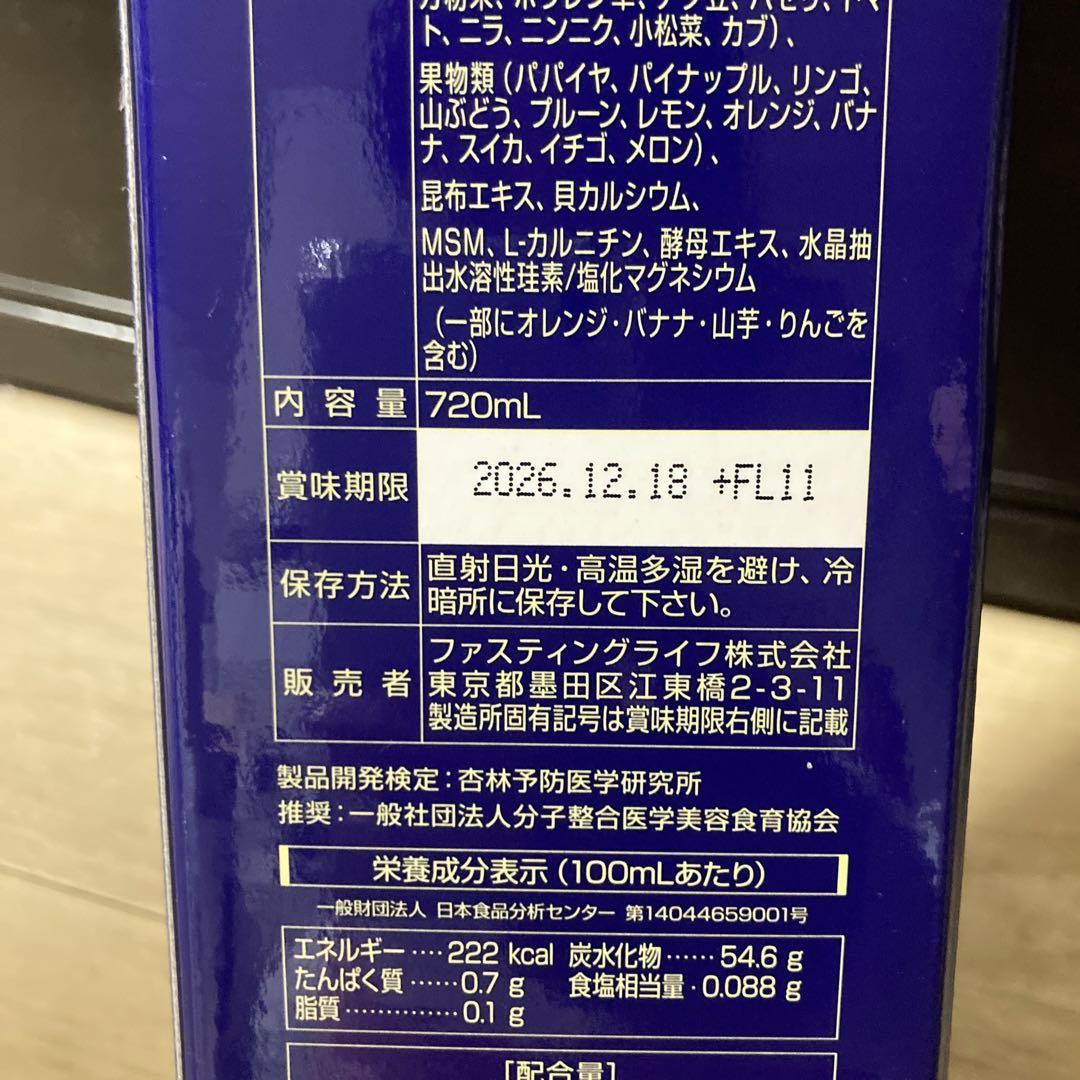 ト、ニラ、ニンニク、小松菜、カブ)、
果物類(パパイヤ、パイナップル、リンゴ、
山ぶどう、プルーン、レモン、オレンジ、バナ
ナ、スイカ、イチゴ、メロン)、
昆布エキス、貝カルシウム、
MSM、L-カルニチン、酵母エキス、水晶抽
出水溶性珪素/塩化マグネシウム
(一部にオレンジ・バナナ・山芋・りんごを
含む)
内容量 720mL
賞味期限 2026.12.18 +FL11
保存方法 直射日光・高温多湿を避け、冷
暗所に保存して下さい。
販売者 ファスティングライフ株式会社
東京都墨田区江東橋2-3-11
製造所固有記号は賞味期限右側に記載
製品開発検定:杏林予防医学研究所
推奨:一般社団法人分子整合医学美容食育協会
栄養成分表示(100mLあたり)
一般財団法人 日本食品分析センター 第14044659001号
エネルギー‥‥222 kcal 炭水化物‥‥‥54.6 g
たんぱく質‥‥‥0.7 g 食塩相当量・0.088 g
脂質‥‥‥‥‥‥‥0.1 g
[配合量]